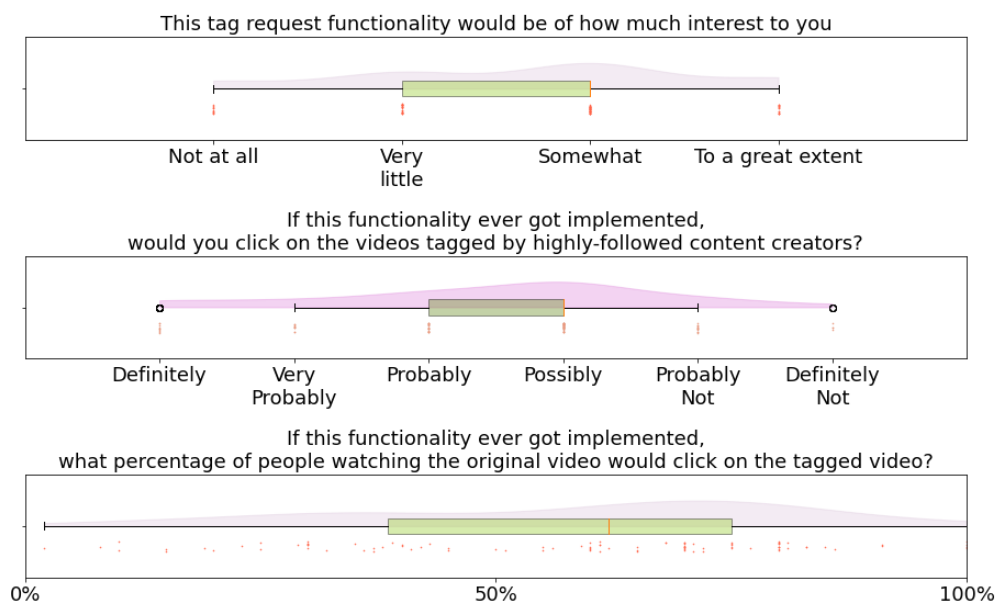 This tag request functionality would be of how much interest to you
Not at all
Very
little
Somewhat
To a great extent
If this functionality ever got implemented,
would you click on the videos tagged by highly-followed content creators?
Definitely
Very
Probably
Probably
Possibly
Probably
Not
Definitely
Not
If this functionality ever got implemented,
what percentage of people watching the original video would click on the tagged video?
0%
50%
100%